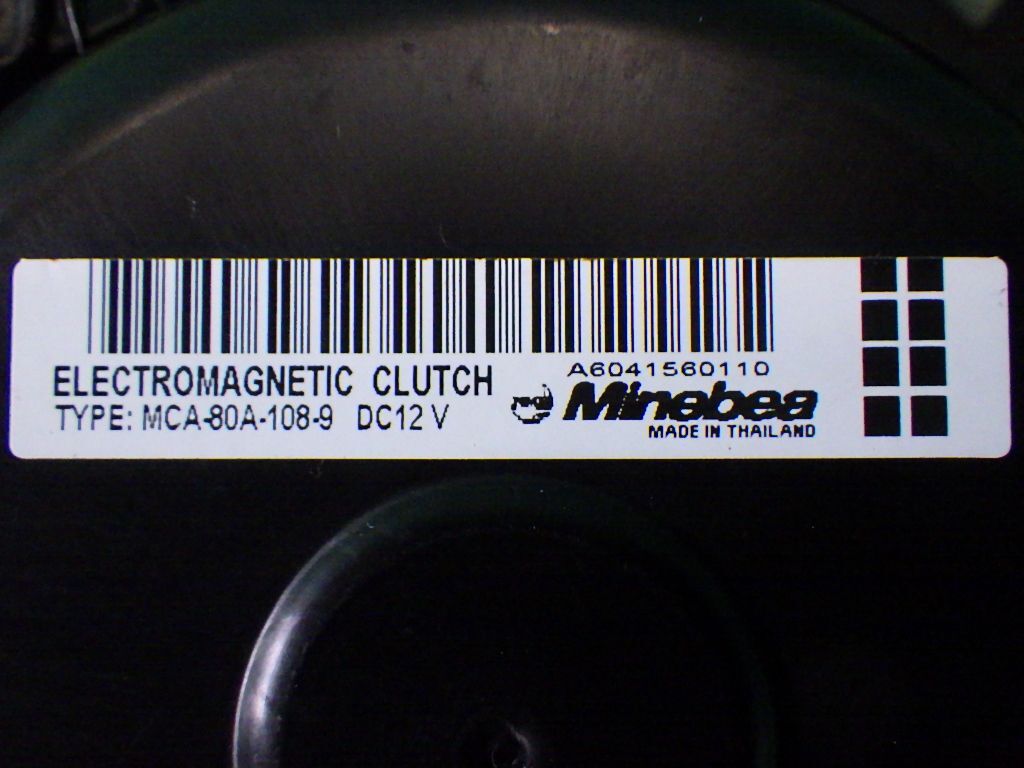 A6041560110
ELECTROMAGNETIC CLUTCH
TYPE: MCA-80A-108-9 DC12 V
Minebea
MADE IN THAILAND